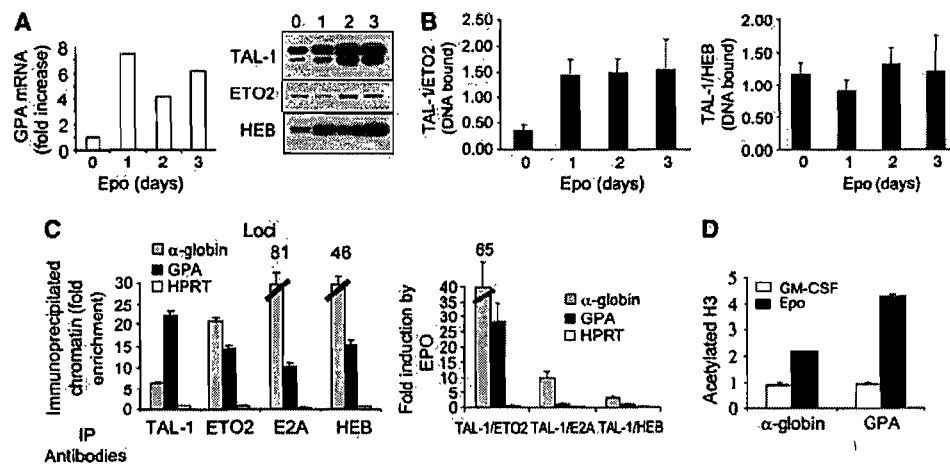 A
GPA mRNA
(fold increase)
8
6
4
2
0
0 1 2 3
Epo (days)
0 1 2 3
TAL-1
ETO2
HEB
B
TAL-1/ETO2
(DNA bound)
2.00
1.50
1.00
0.50
0.00
0 1 2 3
Epo (days)
TAL-1/HEB
(DNA bound)
2.00
1.50
1.00
0.50
0.00
0 1 2 3
Epo (days)
C
Loci
α-globin
GPA
HPRT
81
46
Immunoprecipitated
chromatin (fold
enrichment)
30
25
20
15
10
5
0
TAL-1 ETO2 E2A HEB
IP
Antibodies
65
α-globin
GPA
HPRT
Fold induction by
EPO
40
35
30
25
20
15
10
5
0
TAL-1/ETO2 TAL-1/E2A TAL-1/HEB
D
GM-CSF
Epo
Acetylated H3
5
4
3
2
1
0
α-globin GPA